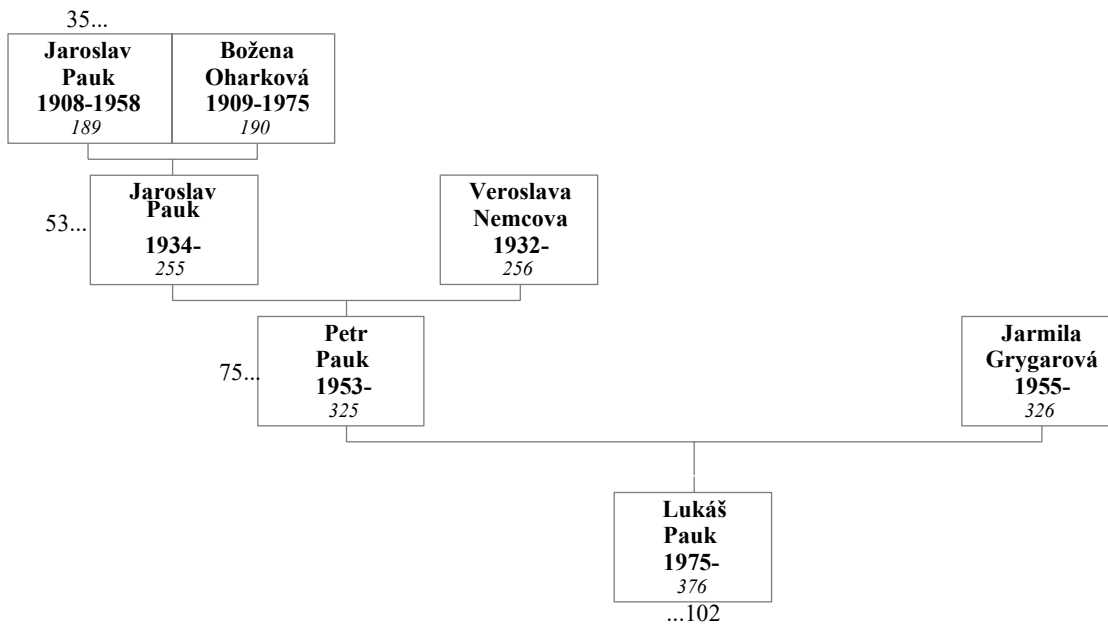 35...
Jaroslav
Pauk
1908-1958
189
Božena
Oharková
1909-1975
190
53...
Jaroslav
Pauk
1934-
255
Veroslava
Nemcova
1932-
256
75...
Petr
Pauk
1953-
325
Jarmila
Grygarová
1955-
326
Lukáš
Pauk
1975-
376
...102